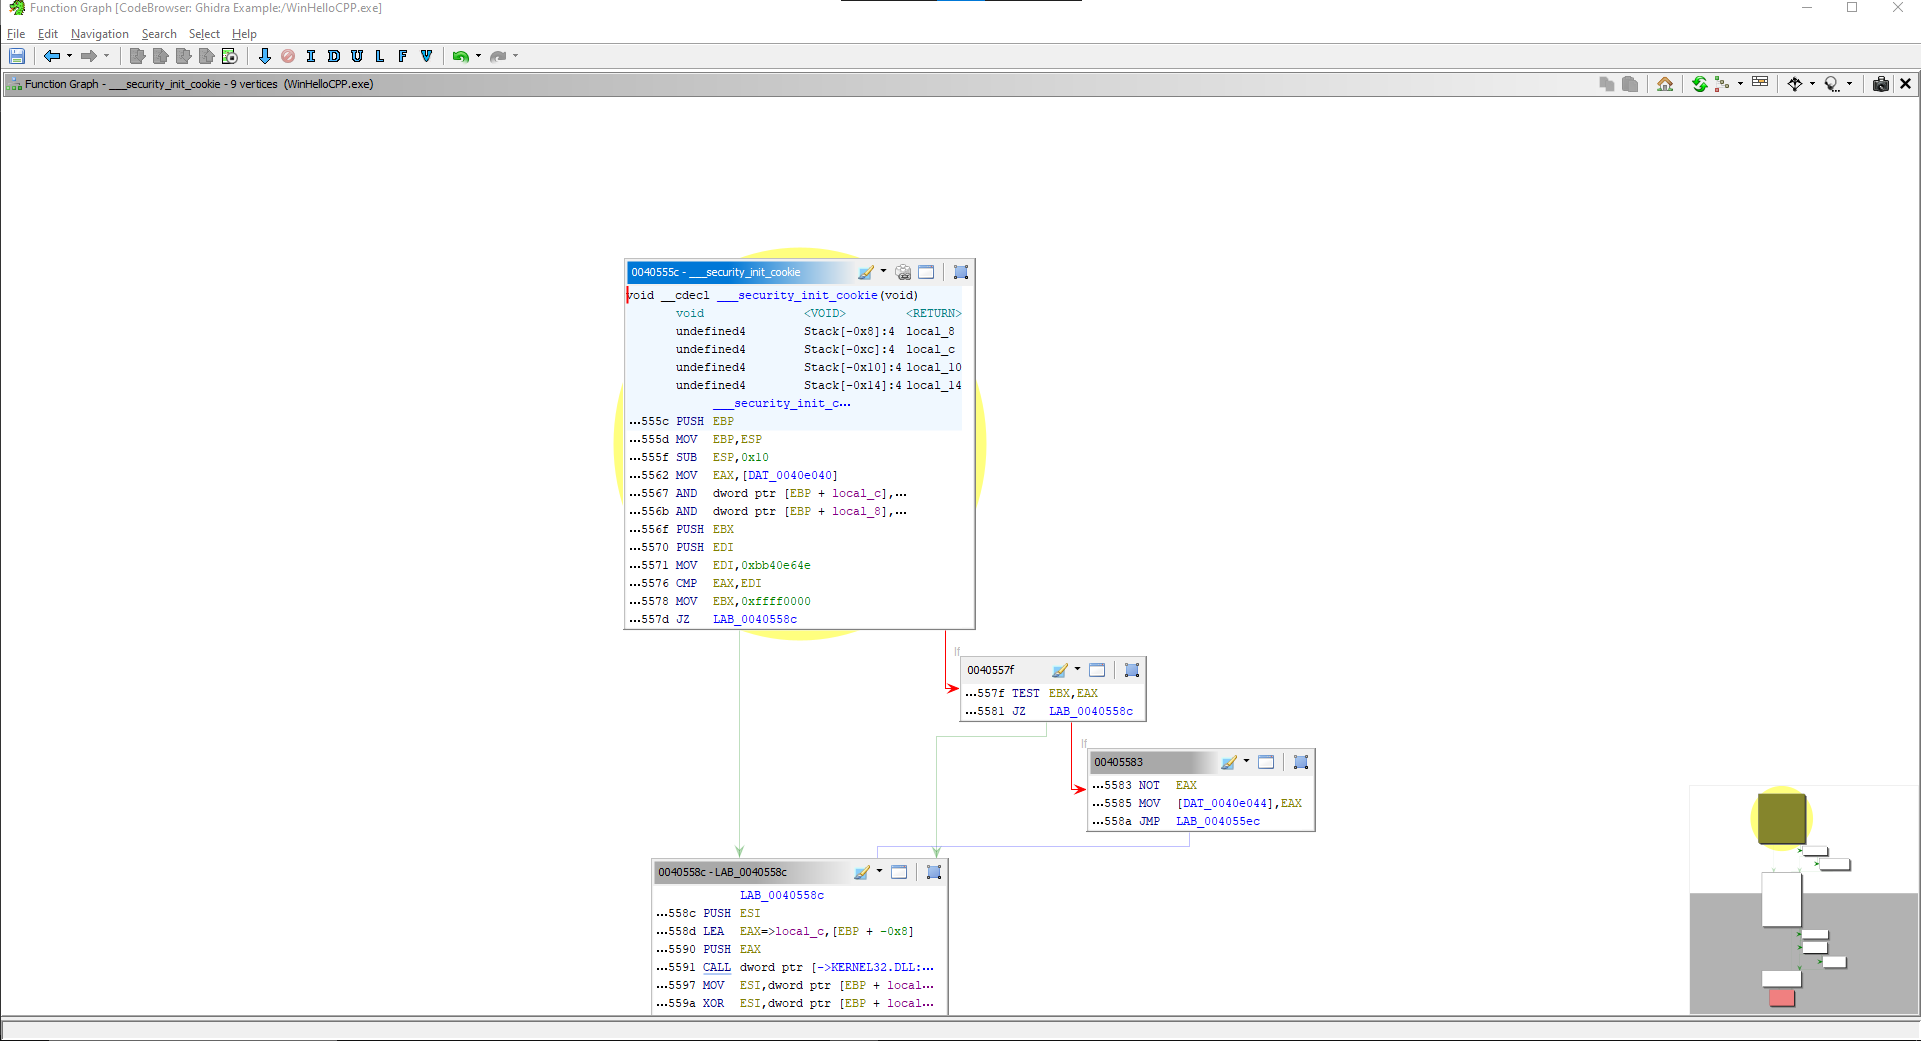 Function Graph [CodeBrowser: Ghidra Example:/WinHelloCPP.exe]
File Edit Navigation Search Select Help
I D U L F V
Function Graph - ___security_init_cookie - 9 vertices (WinHelloCPP.exe)
0040555c - ___security_init_cookie
void __cdecl ___security_init_cookie(void)
void <VOID> <RETURN>
undefined4 Stack[-0x8]:4 local_8
undefined4 Stack[-0xc]:4 local_c
undefined4 Stack[-0x10]:4 local_10
undefined4 Stack[-0x14]:4 local_14
___security_init_c...
...555c PUSH EBP
...555d MOV EBP,ESP
...555f SUB ESP,0x10
...5562 MOV EAX,[DAT_0040e040]
...5567 AND dword ptr [EBP + local_c],...
...556b AND dword ptr [EBP + local_8],...
...556f PUSH EBX
...5570 PUSH EDI
...5571 MOV EDI,0xbb40e64e
...5576 CMP EAX,EDI
...5578 MOV EBX,0xffff0000
...557d JZ LAB_0040558c
If
0040557f
...557f TEST EBX,EAX
...5581 JZ LAB_0040558c
If
00405583
...5583 NOT EAX
...5585 MOV [DAT_0040e044],EAX
...558a JMP LAB_004055ec
0040558c - LAB_0040558c
LAB_0040558c
...558c PUSH ESI
...558d LEA EAX=>local_c,[EBP + -0x8]
...5590 PUSH EAX
...5591 CALL dword ptr [->KERNEL32.DLL:...
...5597 MOV ESI,dword ptr [EBP + local...
...559a XOR ESI,dword ptr [EBP + local...